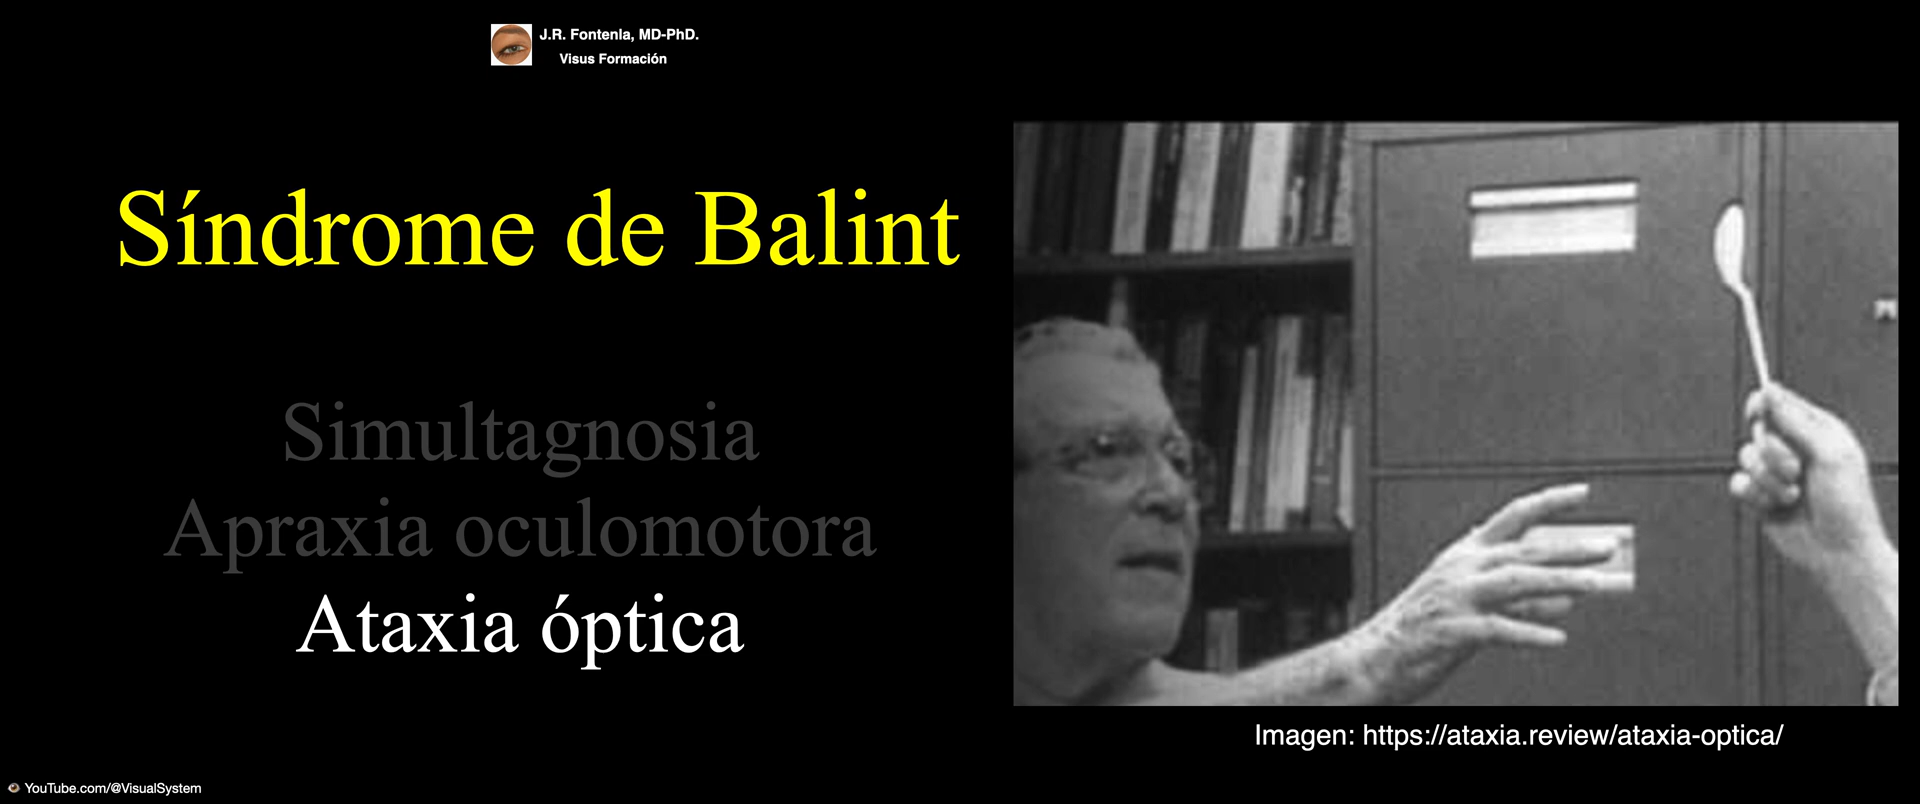 J.R. Fontenla, MD-PhD.
Visus Formación
Síndrome de Balint
Simultagnosia
Apraxia oculomotora
Ataxia óptica
Imagen: https://ataxia.review/ataxia-optica/
YouTube.com/@VisualSystem